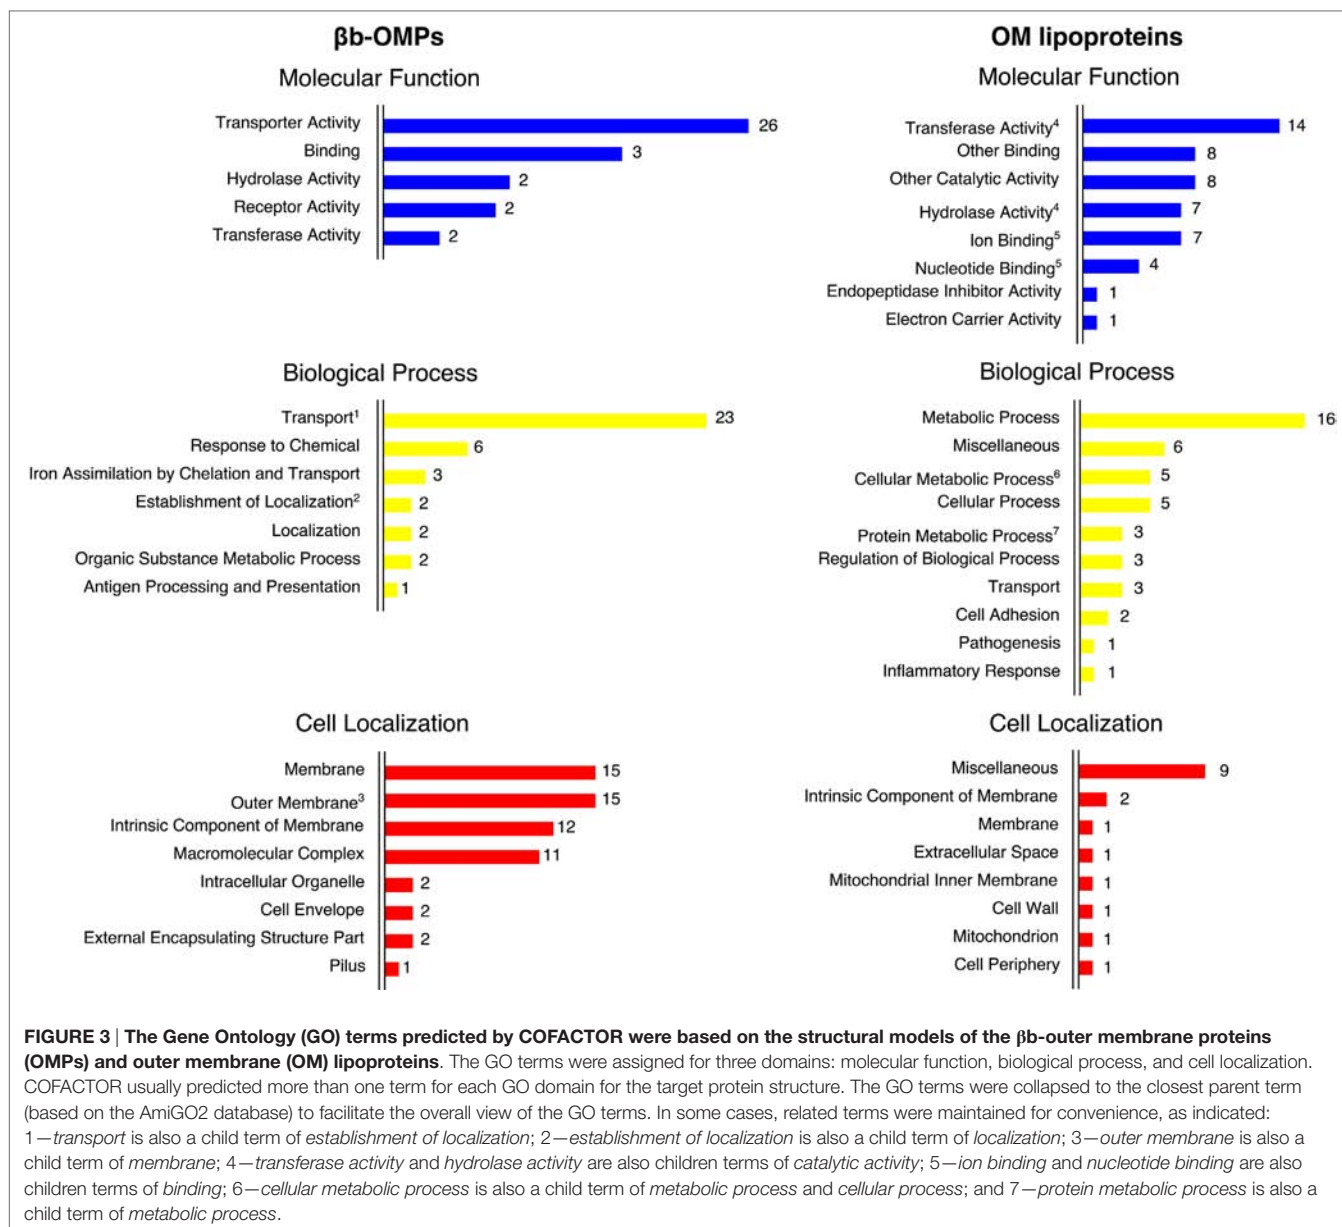 βb-OMPs
Molecular Function
Transporter Activity 26
Binding 3
Hydrolase Activity 2
Receptor Activity 2
Transferase Activity 2
Biological Process
Transport¹ 23
Response to Chemical 6
Iron Assimilation by Chelation and Transport 3
Establishment of Localization² 2
Localization 2
Organic Substance Metabolic Process 2
Antigen Processing and Presentation 1
Cell Localization
Membrane 15
Outer Membrane³ 15
Intrinsic Component of Membrane 12
Macromolecular Complex 11
Intracellular Organelle 2
Cell Envelope 2
External Encapsulating Structure Part 2
Pilus 1
OM lipoproteins
Molecular Function
Transferase Activity⁴ 14
Other Binding 8
Other Catalytic Activity 8
Hydrolase Activity⁴ 7
Ion Binding⁵ 7
Nucleotide Binding⁵ 4
Endopeptidase Inhibitor Activity 1
Electron Carrier Activity 1
Biological Process
Metabolic Process 16
Miscellaneous 6
Cellular Metabolic Process⁶ 5
Cellular Process 5
Protein Metabolic Process⁷ 3
Regulation of Biological Process 3
Transport 3
Cell Adhesion 2
Pathogenesis 1
Inflammatory Response 1
Cell Localization
Miscellaneous 9
Intrinsic Component of Membrane 2
Membrane 1
Extracellular Space 1
Mitochondrial Inner Membrane 1
Cell Wall 1
Mitochondrion 1
Cell Periphery 1
FIGURE 3 | The Gene Ontology (GO) terms predicted by COFACTOR were based on the structural models of the βb-outer membrane proteins
(OMPs) and outer membrane (OM) lipoproteins. The GO terms were assigned for three domains: molecular function, biological process, and cell localization.
COFACTOR usually predicted more than one term for each GO domain for the target protein structure. The GO terms were collapsed to the closest parent term
(based on the AmiGO2 database) to facilitate the overall view of the GO terms. In some cases, related terms were maintained for convenience, as indicated:
1—transport is also a child term of establishment of localization; 2—establishment of localization is also a child term of localization; 3—outer membrane is also a
child term of membrane; 4—transferase activity and hydrolase activity are also children terms of catalytic activity; 5—ion binding and nucleotide binding are also
children terms of binding; 6—cellular metabolic process is also a child term of metabolic process and cellular process; and 7—protein metabolic process is also a
child term of metabolic process.